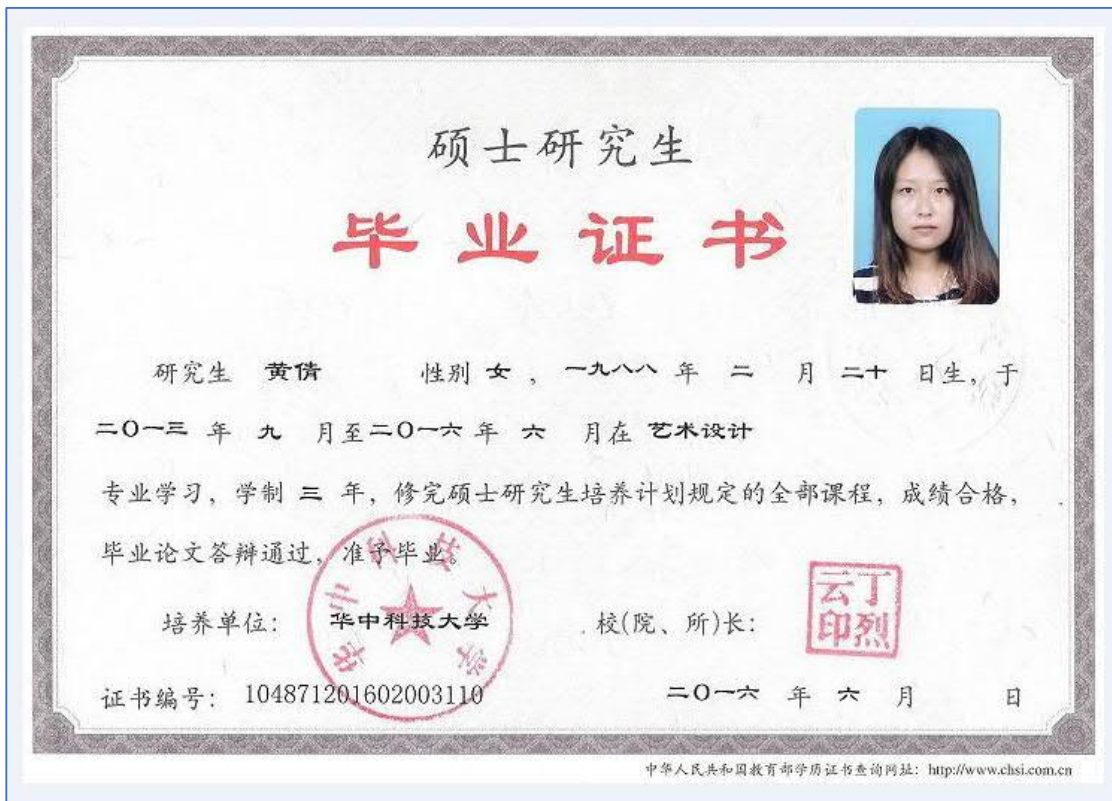 硕士研究生
毕业证书
研究生 黄倩 性别 女 ， 一九八八 年 二 月 二十 日生，于
二〇一三 年 九 月至二〇一六 年 六 月在 艺术设计
专业学习，学制 三 年，修完硕士研究生培养计划规定的全部课程，成绩合格，
毕业论文答辩通过，准予毕业。
培养单位： 华中科技大学 校(院、所)长：
华中科技大学
丁烈云印
证书编号： 104871201602003110 二〇一六 年 六 月 日
中华人民共和国教育部学历证书查询网址：http://www.chsi.com.cn